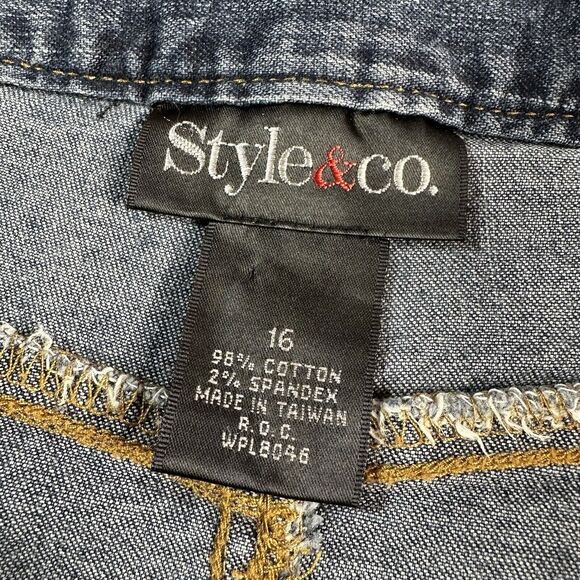 Style&co.
16
98% COTTON
2% SPANDEX
MADE IN TAIWAN
R.O.C.
WPL8046